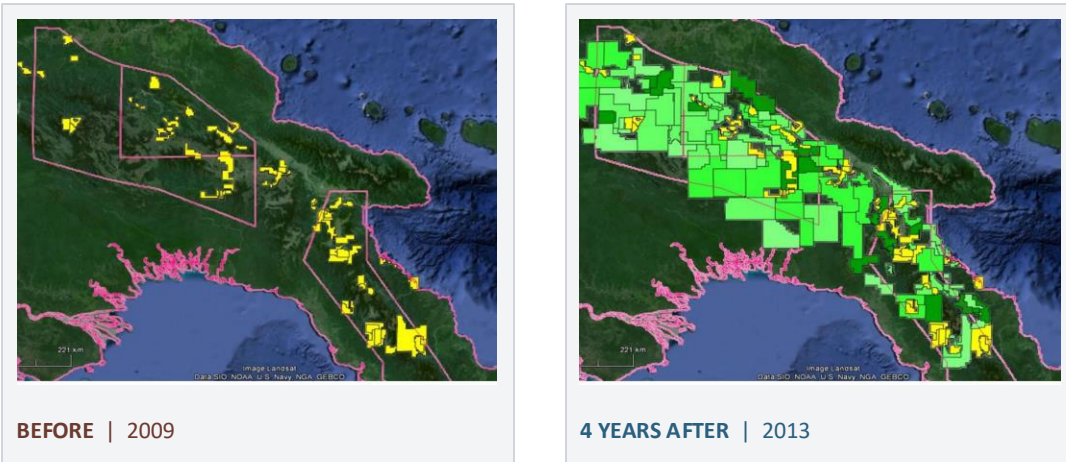 221 km
Image Landsat
Data SIO, NOAA, U.S. Navy, NGA, GEBCO
BEFORE | 2009
221 km
Image Landsat
Data SIO, NOAA, U.S. Navy, NGA, GEBCO
4 YEARS AFTER | 2013